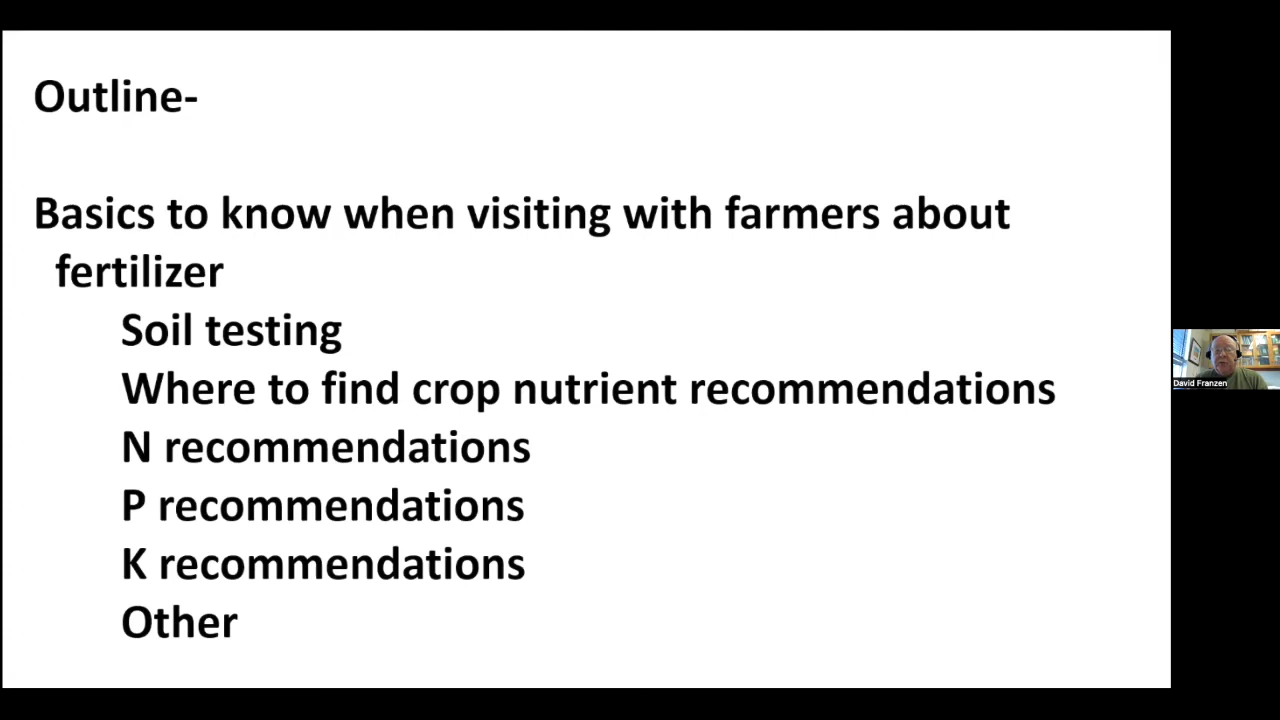 Outline-
Basics to know when visiting with farmers about
fertilizer
Soil testing
Where to find crop nutrient recommendations
N recommendations
P recommendations
K recommendations
Other
David Franzen